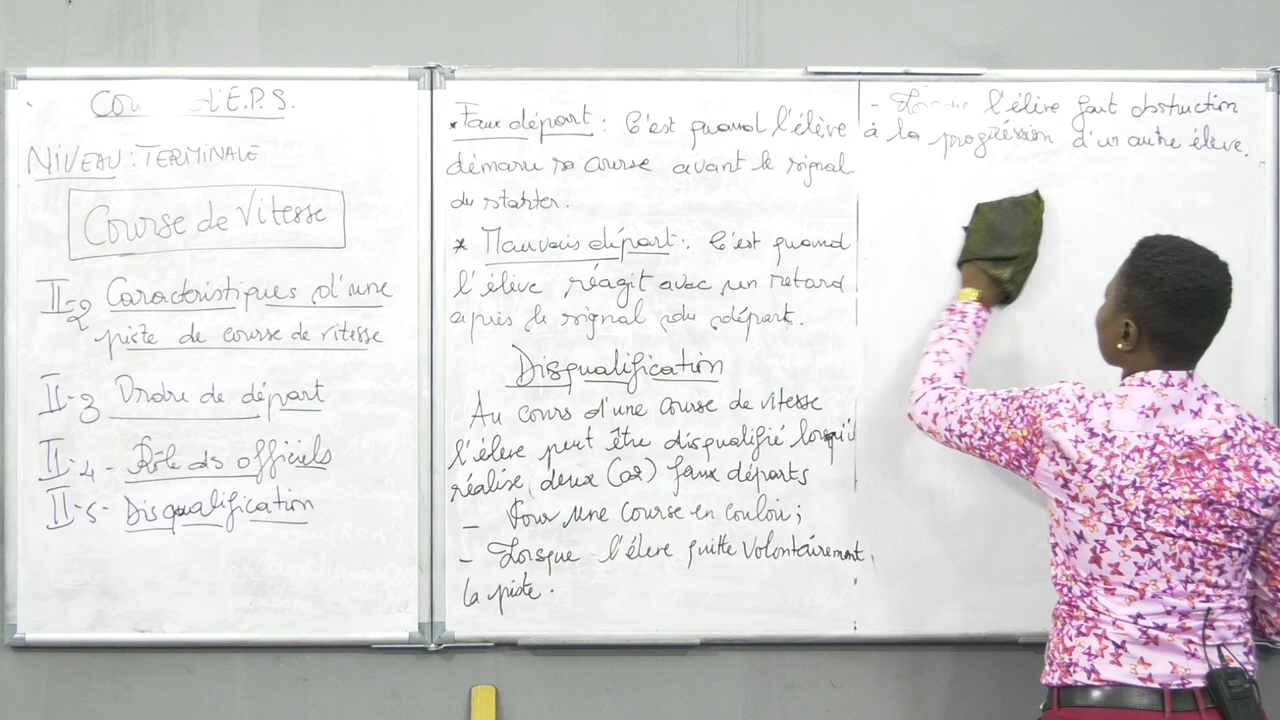 Cou d'E.P.S.
NIVEAU : TERMINALE
Course de Vitesse
II-2 Caractéristiques d'une
piste de course de vitesse
II-3 Ordre de départ
II-4 - Rôle des officiels
II-5- Disqualification
* Faux départ : C'est quand l'élève
démarre sa course avant le signal
du starter.
* Mauvais départ : C'est quand
l'élève réagit avec un retard
après le signal du départ.
Disqualification
Au cours d'une course de vitesse
l'élève peut être disqualifié lorsqu'il
réalise deux (02) faux départs
- Pour une course en couloir ;
- Lorsque l'élève quitte volontairement
la piste.
- Lorsque l'élève fait obstruction
à la progréssion d'un autre élève.